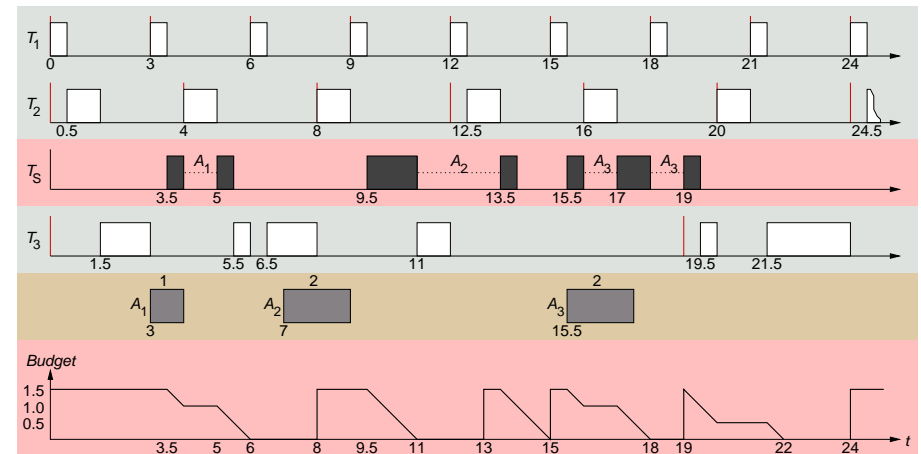 T1
0 3 6 9 12 15 18 21 24
T2
0.5 4 8 12.5 16 20 24.5
TS
A1 A2 A3 A3
3.5 5 9.5 13.5 15.5 17 19
T3
1.5 5.5 6.5 11 19.5 21.5
1 2 2
A1 A2 A3
3 7 15.5
Budget
1.5
1.0
0.5
3.5 5 6 8 9.5 11 13 15 18 19 22 24 t